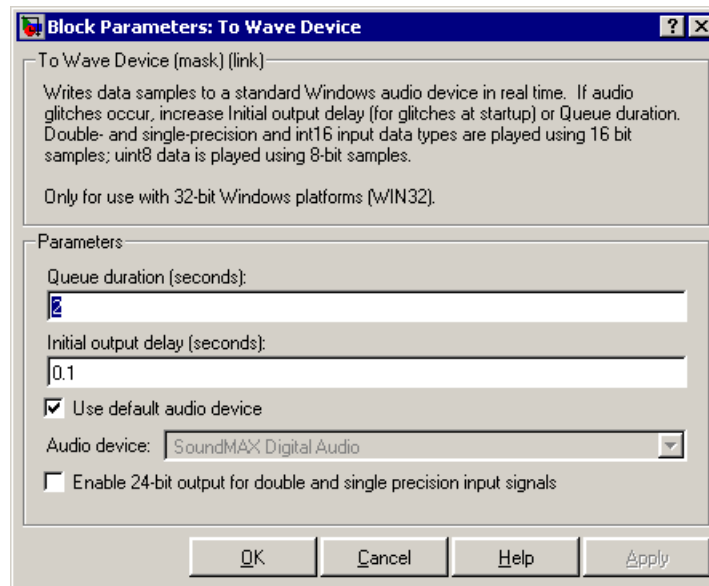 Block Parameters: To Wave Device
To Wave Device (mask) (link)
Writes data samples to a standard Windows audio device in real time. If audio
glitches occur, increase Initial output delay (for glitches at startup) or Queue duration.
Double- and single-precision and int16 input data types are played using 16 bit
samples; uint8 data is played using 8-bit samples.
Only for use with 32-bit Windows platforms (WIN32).
Parameters
Queue duration (seconds):
2
Initial output delay (seconds):
0.1
Use default audio device
Audio device: SoundMAX Digital Audio
Enable 24-bit output for double and single precision input signals
OK Cancel Help Apply